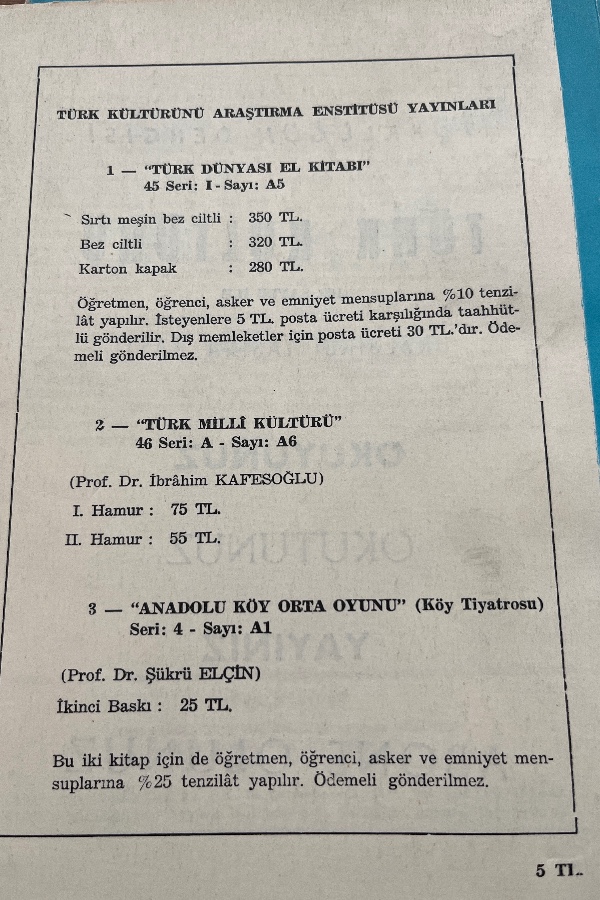 TÜRK KÜLTÜRÜNÜ ARAŞTIRMA ENSTİTÜSÜ YAYINLARI
1 — "TÜRK DÜNYASI EL KİTABI"
45 Seri: I - Sayı: A5
Sırtı meşin bez ciltli : 350 TL.
Bez ciltli : 320 TL.
Karton kapak : 280 TL.
Öğretmen, öğrenci, asker ve emniyet mensuplarına %10 tenzi-
lât yapılır. İsteyenlere 5 TL. posta ücreti karşılığında taahhüt-
lü gönderilir. Dış memleketler için posta ücreti 30 TL.'dır. Öde-
meli gönderilmez.
2 — "TÜRK MİLLÎ KÜLTÜRÜ"
46 Seri: A - Sayı: A6
(Prof. Dr. İbrâhim KAFESOĞLU)
I. Hamur : 75 TL.
II. Hamur : 55 TL.
3 — "ANADOLU KÖY ORTA OYUNU" (Köy Tiyatrosu)
Seri: 4 - Sayı: A1
(Prof. Dr. Şükrü ELÇİN)
İkinci Baskı : 25 TL.
Bu iki kitap için de öğretmen, öğrenci, asker ve emniyet men-
suplarına %25 tenzilât yapılır. Ödemeli gönderilmez.
5 TL.